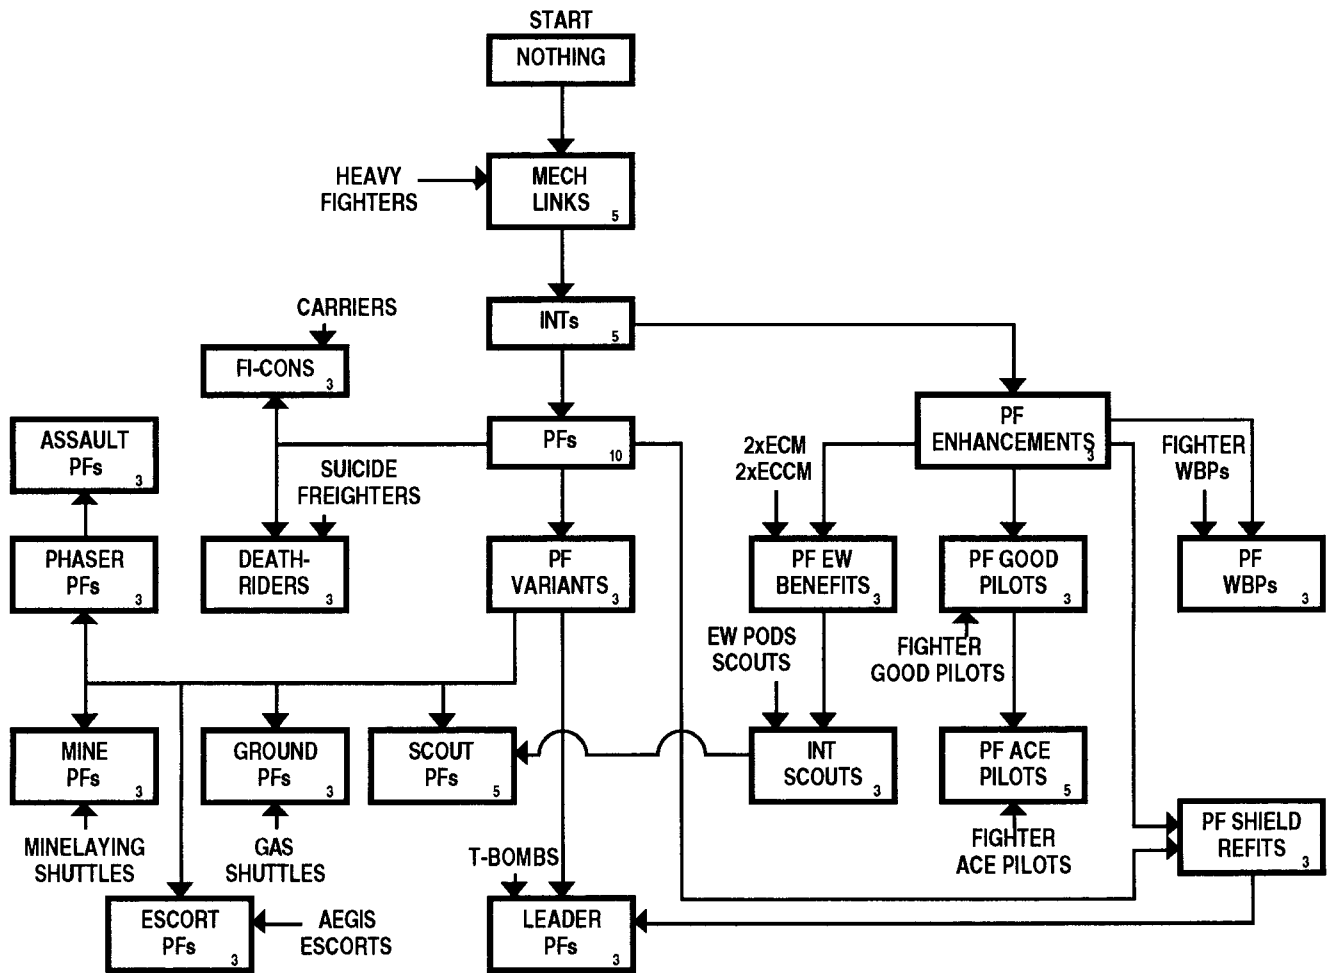 START
NOTHING
HEAVY
FIGHTERS
MECH
LINKS
5
CARRIERS
INTs
5
FI-CONS
3
ASSAULT
PFs
3
PFs
10
PF
ENHANCEMENTS
3
2xECM
2xECCM
FIGHTER
WBPs
SUICIDE
FREIGHTERS
PHASER
PFs
3
DEATH-
RIDERS
3
PF
VARIANTS
3
PF EW
BENEFITS
3
PF GOOD
PILOTS
3
PF
WBPs
3
EW PODS
SCOUTS
FIGHTER
GOOD PILOTS
MINE
PFs
3
GROUND
PFs
3
SCOUT
PFs
5
INT
SCOUTS
3
PF ACE
PILOTS
5
PF SHIELD
REFITS
3
MINELAYING
SHUTTLES
GAS
SHUTTLES
T-BOMBS
FIGHTER
ACE PILOTS
ESCORT
PFs
3
AEGIS
ESCORTS
LEADER
PFs
3